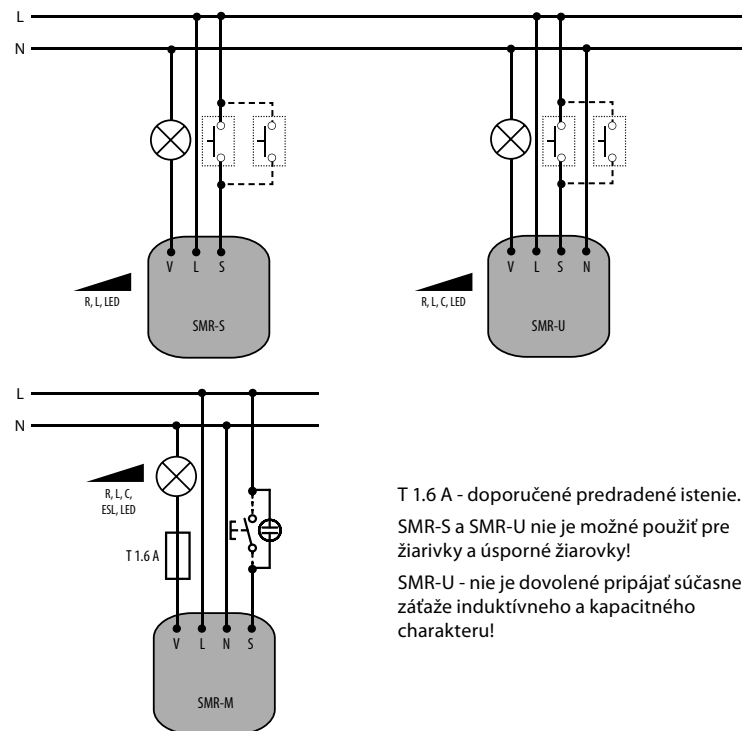 L
N
V L S
R, L, LED
SMR-S
V L S N
R, L, C, LED
SMR-U
L
N
R, L, C,
ESL, LED
T 1.6 A
V L N S
SMR-M
T 1.6 A - doporučené predradené istenie.
SMR-S a SMR-U nie je možné použiť pre
žiarivky a úsporné žiarovky!
SMR-U - nie je dovolené pripájať súčasne
záťaže induktívneho a kapacitného
charakteru!